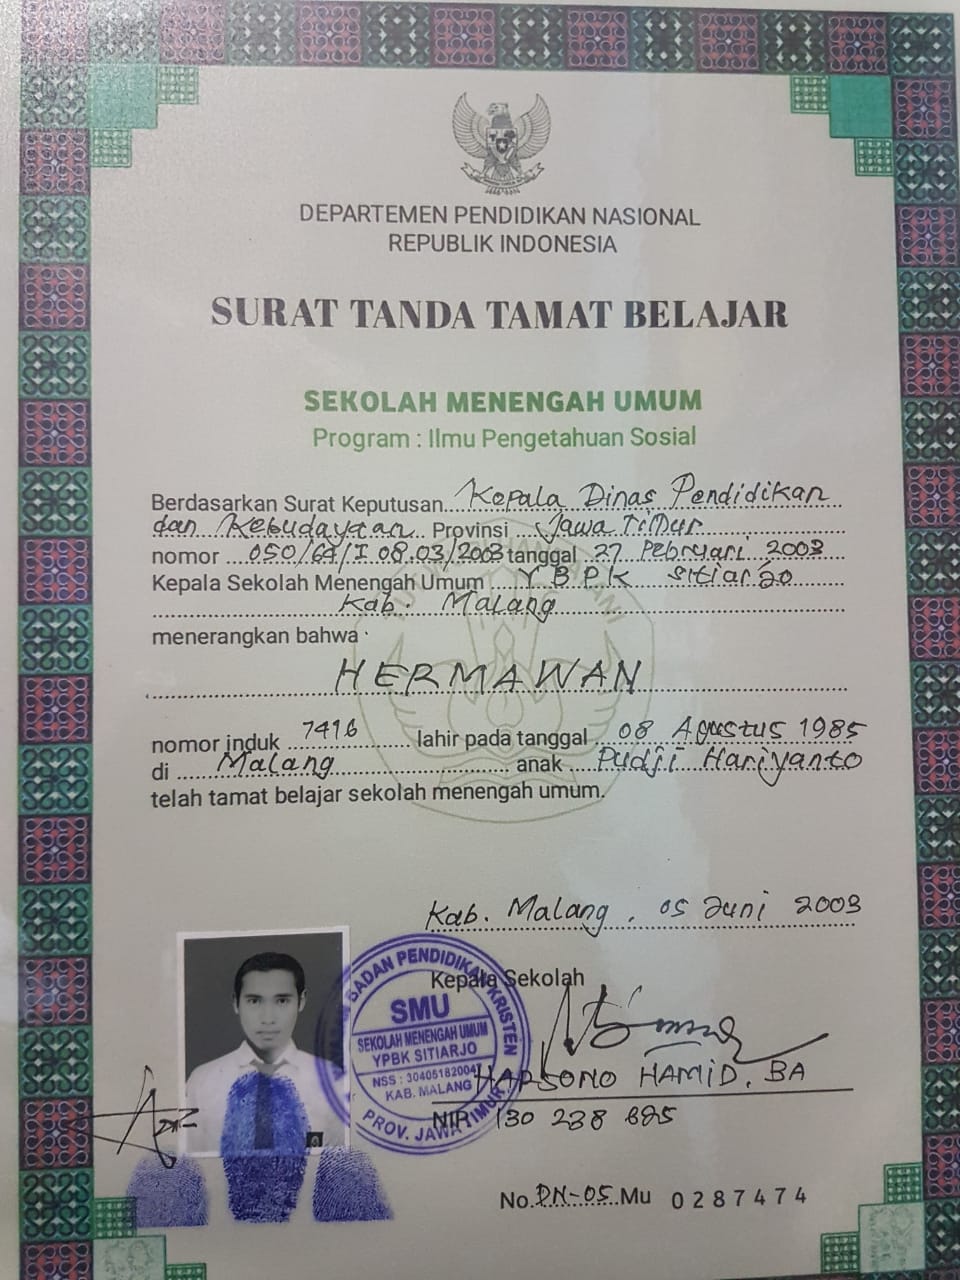 DEPARTEMEN PENDIDIKAN NASIONAL
REPUBLIK INDONESIA
SURAT TANDA TAMAT BELAJAR
SEKOLAH MENENGAH UMUM
Program : Ilmu Pengetahuan Sosial
Berdasarkan Surat Keputusan Kepala Dinas Pendidikan
dan Kebudayaan Provinsi Jawa Timur
nomor 050/64/I 08.03/2003 tanggal 27 Pebruari 2003
Kepala Sekolah Menengah Umum YBPK Sitiarjo
Kab. Malang
menerangkan bahwa
HERMAWAN
nomor induk 7416 lahir pada tanggal 08 Agustus 1985
di Malang anak Pudji Hariyanto
telah tamat belajar sekolah menengah umum.
Kab. Malang, 05 Juni 2003
Kepala Sekolah
BADAN PENDIDIKAN KRISTEN
SMU
SEKOLAH MENENGAH UMUM
YPBK SITIARJO
NSS : 304051820041
KAB. MALANG
PROV. JAWA TIMUR
HARSONO HAMID. BA
NIP. 130 238 685
No. DN-05 Mu 0287474